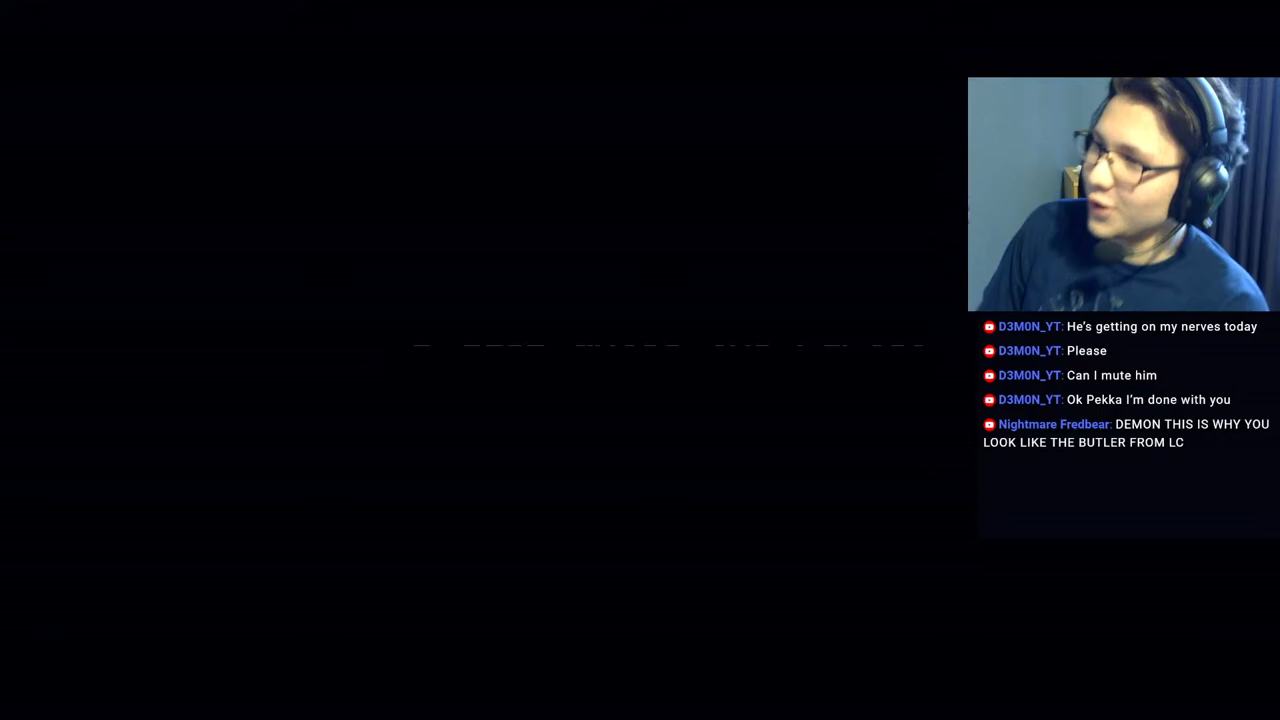 D3M0N_YT: He's getting on my nerves today
D3M0N_YT: Please
D3M0N_YT: Can I mute him
D3M0N_YT: Ok Pekka I'm done with you
Nightmare Fredbear: DEMON THIS IS WHY YOU
LOOK LIKE THE BUTLER FROM LC